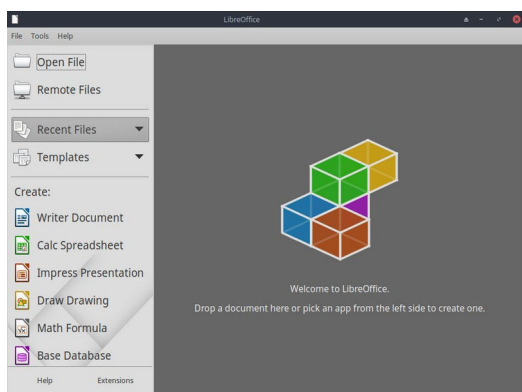 LibreOffice
File Tools Help
Open File
Remote Files
Recent Files
Templates
Create:
Writer Document
Calc Spreadsheet
Impress Presentation
Draw Drawing
Math Formula
Base Database
Help Extensions
Welcome to LibreOffice.
Drop a document here or pick an app from the left side to create one.